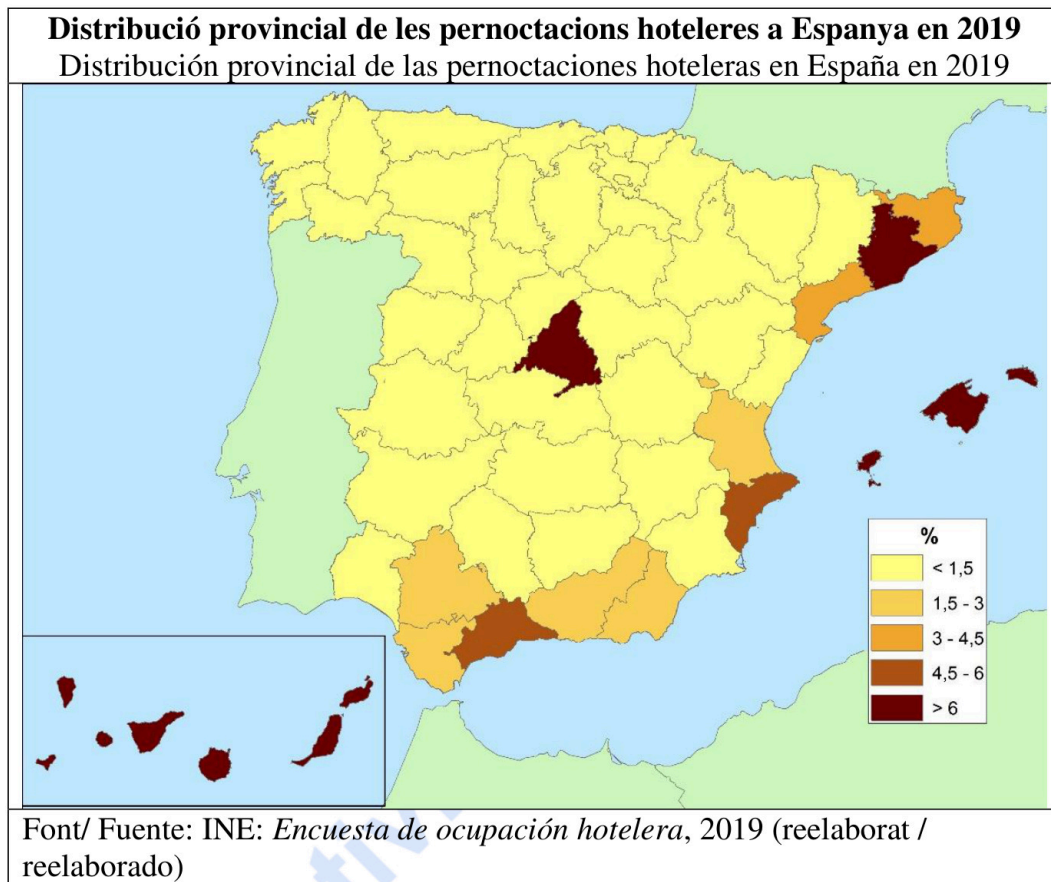 Distribució provincial de les pernoctacions hoteleres a Espanya en 2019
Distribución provincial de las pernoctaciones hoteleras en España en 2019
%
< 1,5
1,5 - 3
3 - 4,5
4,5 - 6
> 6
Font/ Fuente: INE: Encuesta de ocupación hotelera, 2019 (reelaborat /
reelaborado)